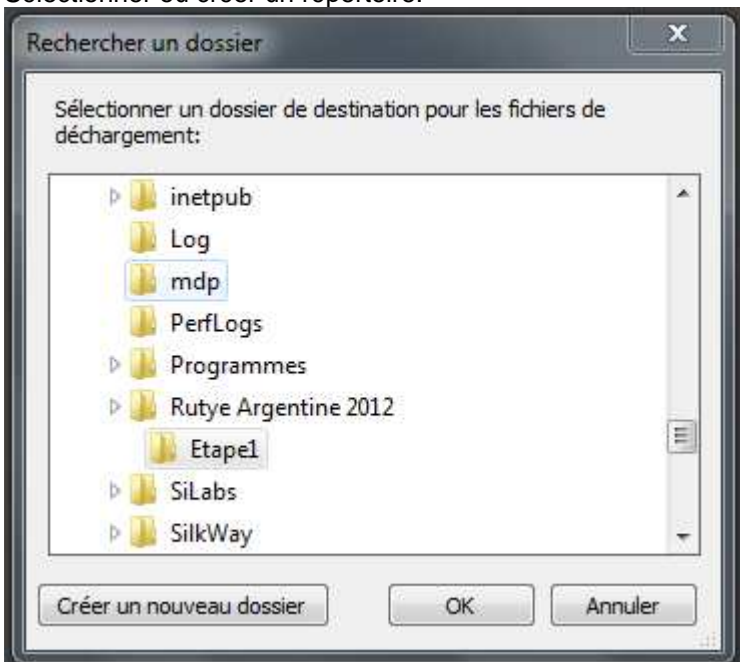 Rechercher un dossier
Sélectionner un dossier de destination pour les fichiers de
déchargement:
inetpub
Log
mdp
PerfLogs
Programmes
Rutye Argentine 2012
Etape1
SiLabs
SilkWay
Créer un nouveau dossier
OK
Annuler